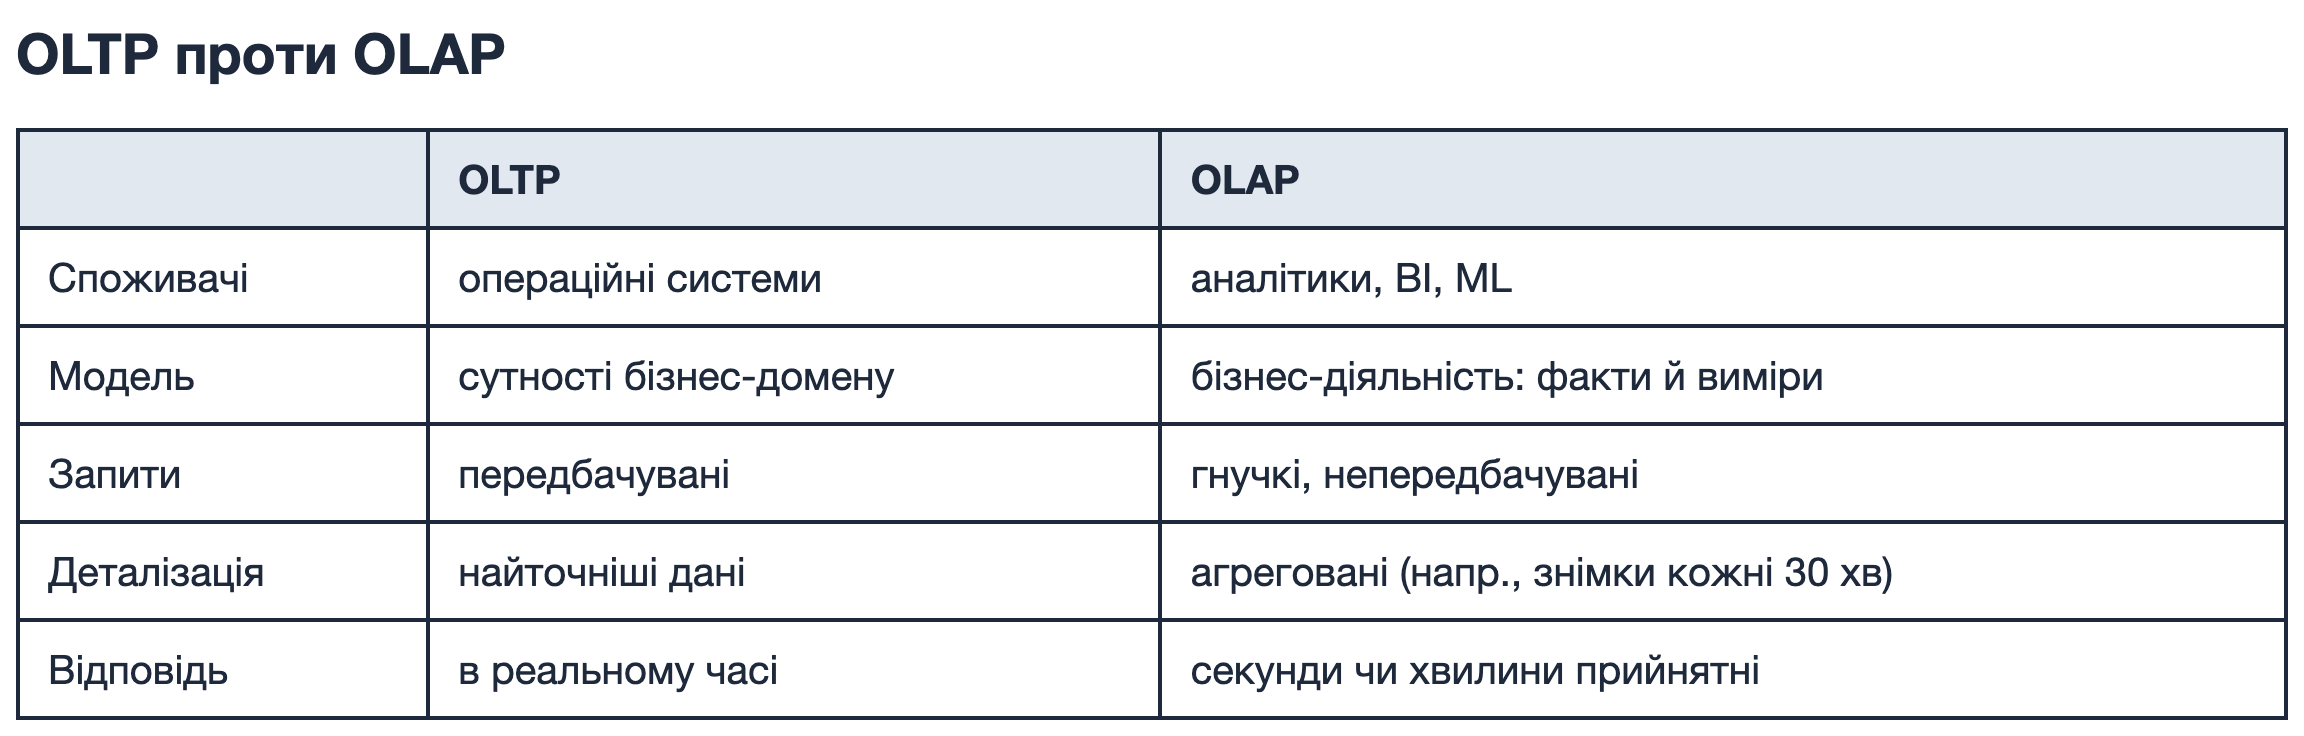 OLTP проти OLAP
OLTP OLAP
Споживачі операційні системи аналітики, BI, ML
Модель сутності бізнес-домену бізнес-діяльність: факти й виміри
Запити передбачувані гнучкі, непередбачувані
Деталізація найточніші дані агреговані (напр., знімки кожні 30 хв)
Відповідь в реальному часі секунди чи хвилини прийнятні